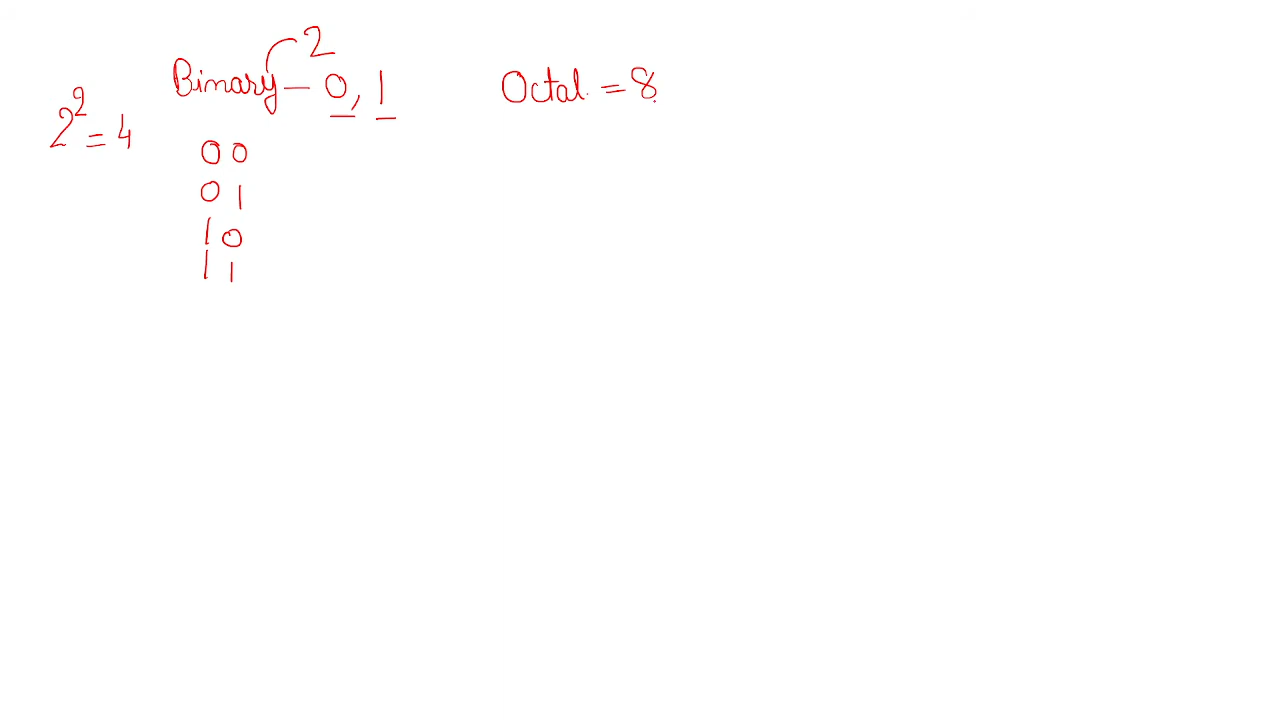 2
Binary – 0, 1
2² = 4
00
01
10
11
Octal = 8